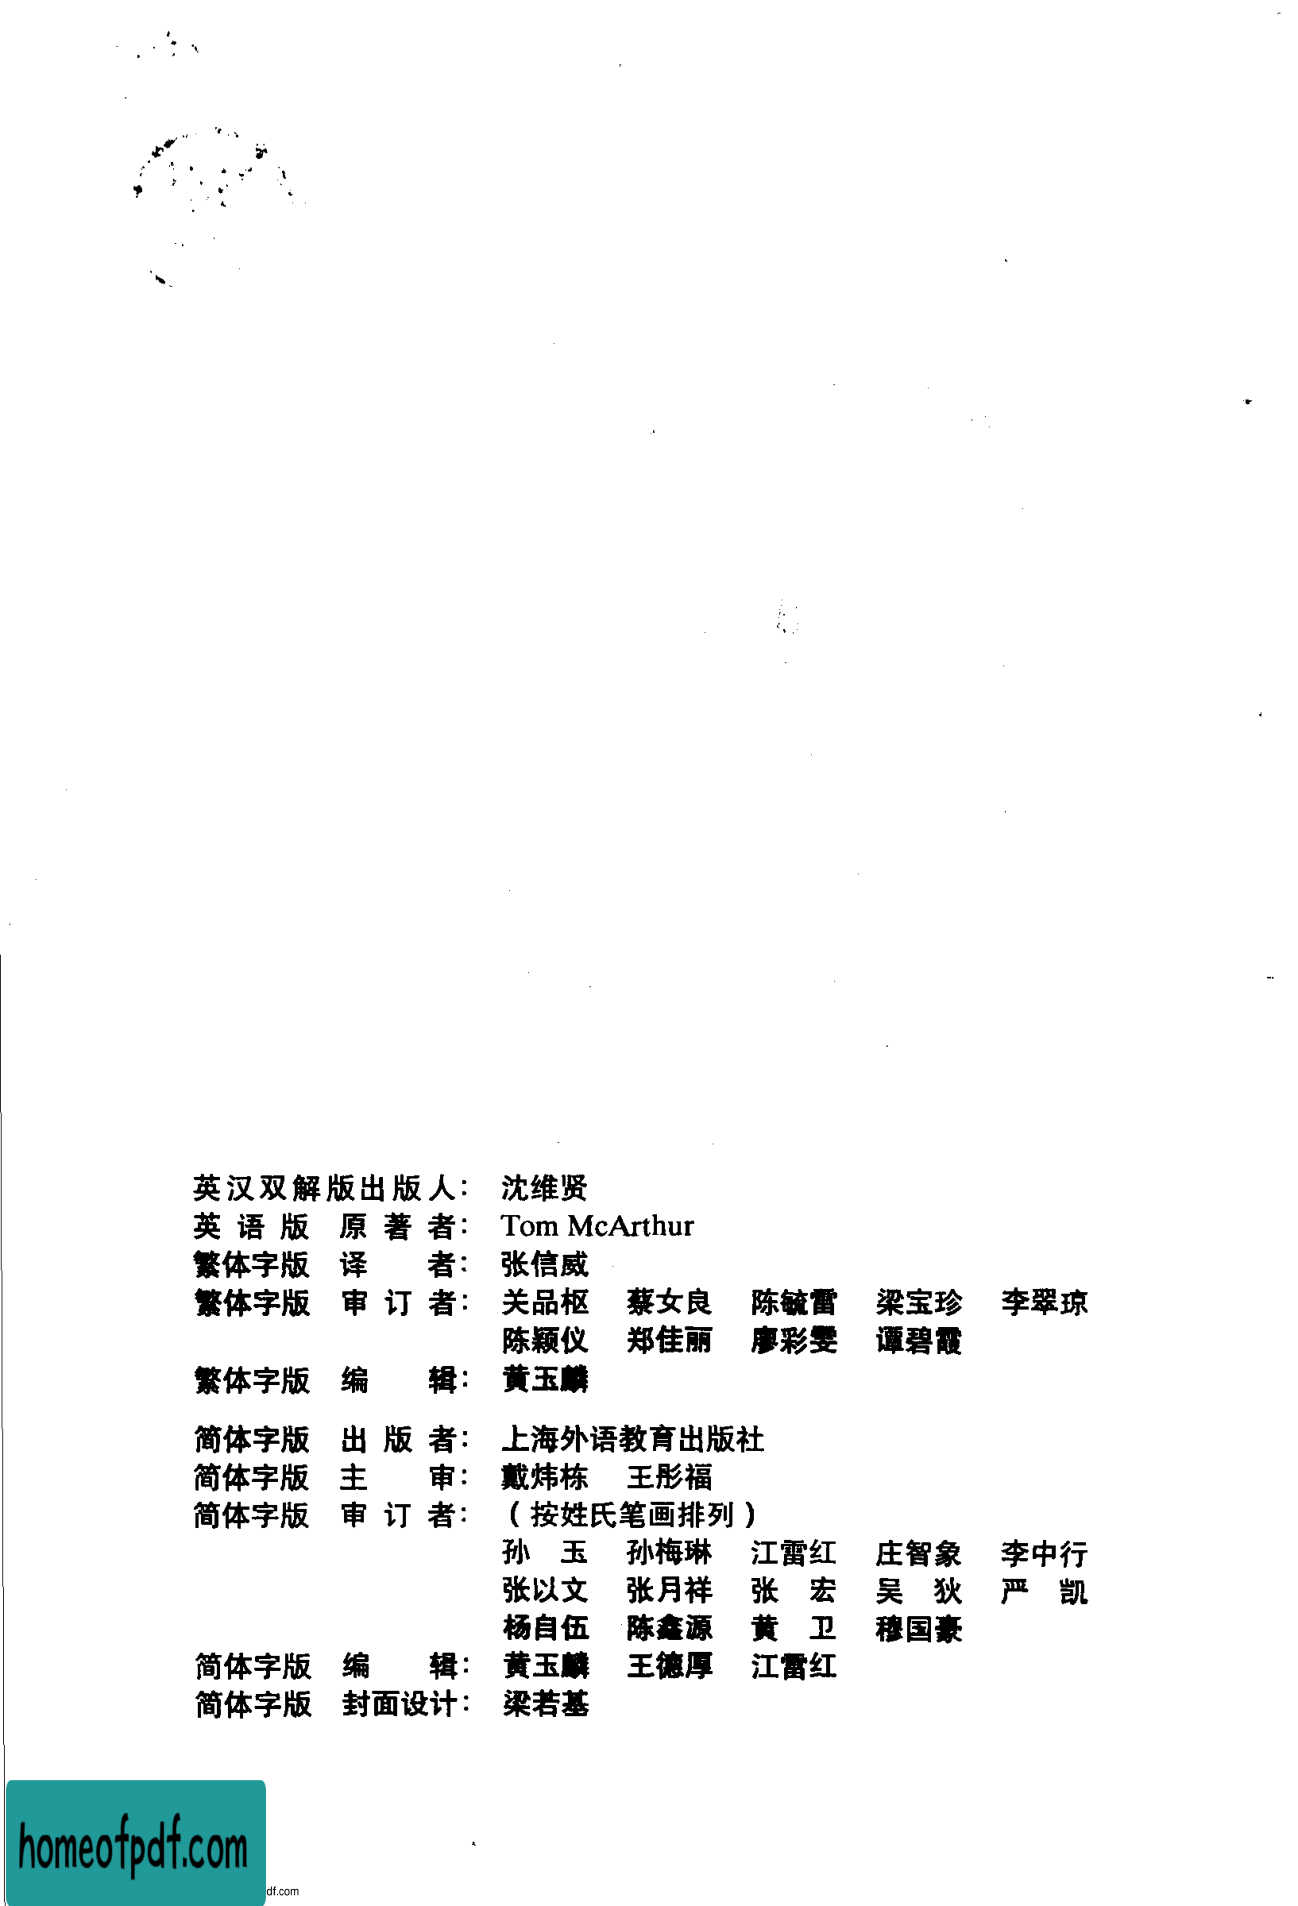 英汉双解版出版人： 沈维贤
英语版 原著者： Tom McArthur
繁体字版 译 者： 张信威
繁体字版 审订者： 关品枢 蔡女良 陈毓雷 梁宝珍 李翠琼
陈颖仪 郑佳丽 廖彩雯 谭碧霞
繁体字版 编 辑： 黄玉麟
简体字版 出版者： 上海外语教育出版社
简体字版 主 审： 戴炜栋 王彤福
简体字版 审订者： （按姓氏笔画排列）
孙 玉 孙梅琳 江雷红 庄智象 李中行
张以文 张月祥 张 宏 吴 狄 严 凯
杨自伍 陈鑫源 黄 卫 穆国豪
简体字版 编 辑： 黄玉麟 王德厚 江雷红
简体字版 封面设计： 梁若基
homeofpdf.com
df.com